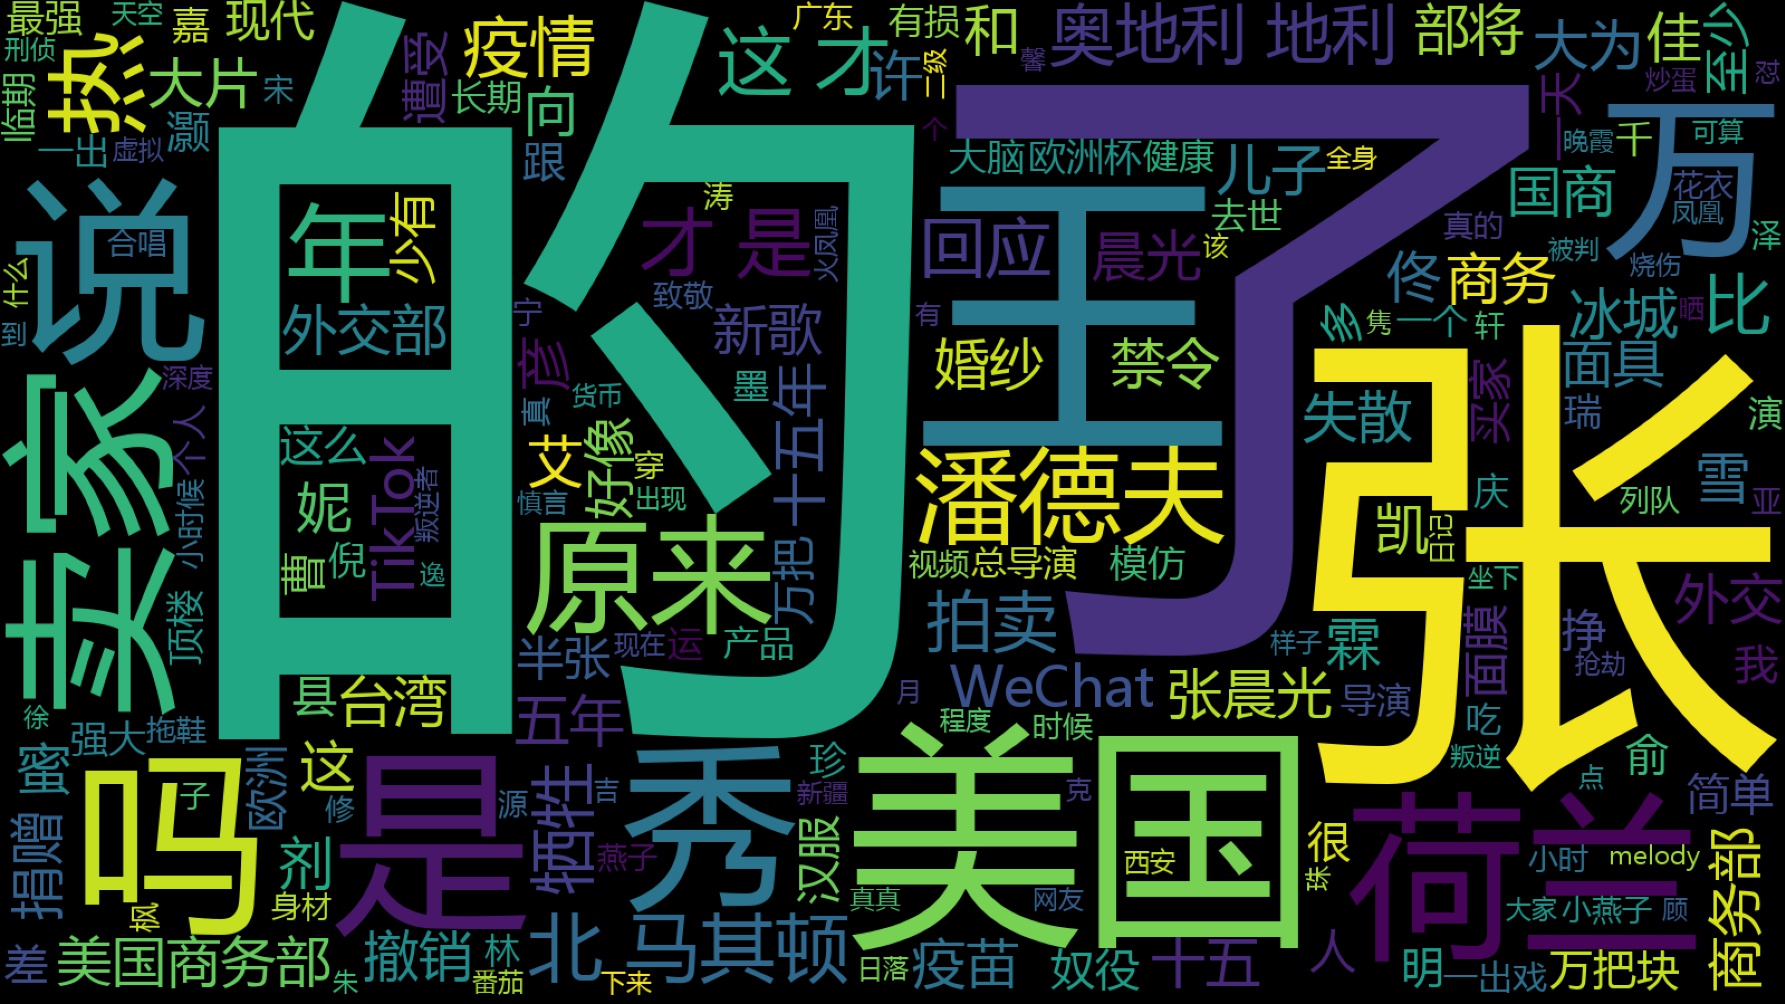 最强
天空
嘉
现代
刑侦
热
大片
宋
临期
灏
一出
虚拟
遭受
疫情
长期
向
跟
这 才
广东
许
有损
二级
和
馨
奥地利 地利
部将
大为
佳
至少
炒蛋
怼
一天
万
晚霞
千
可算
个
大脑
欧洲杯
健康
儿子
全身
国商
花衣
凤凰
说
合唱
年
少有
的
了
王
涛
才 是
火凤凰
回应
晨光
去世
该
真的
被判
泽
烧伤
什么
到
外交部
致敬
新歌
宁
彦
有
佟
商务
冰城
晒
比
多
隽
一个
轩
面具
婚纱
禁令
张
卖家
深度
个人
货币
墨
真
十五年
失散
买家
瑞
演
这么
TikTok
叛逆者
艾
好像
穿
出现
慎言
潘德夫
雪
亚
妮
小时候
庆
列队
凯
日记
曹
倪
逸
原来
万把
视频
总导演
模仿
坐下
外交
顶楼
半张
现在
运
产品
拍卖
样子
霖
面膜
挣
抢劫
我
县
台湾
五年
月
WeChat
张晨光
导演
吃
徐
强大
拖鞋
程度
时候
叛逆
俞
蜜
吗
子
欧洲
这
修
是
源
牺牲
吉
秀
珍
新疆
美国
克
点
简单
捐赠
剂
燕子
汉服
西安
很
荷兰
小时
melody
商务部
枫
身材
真真
网友
珠
大家
小燕子
顾
差
美国商务部
朱
撤销
林
番茄
北
下来
马其顿
日落
疫苗
奴役
十五
人
明
一出戏
万把块